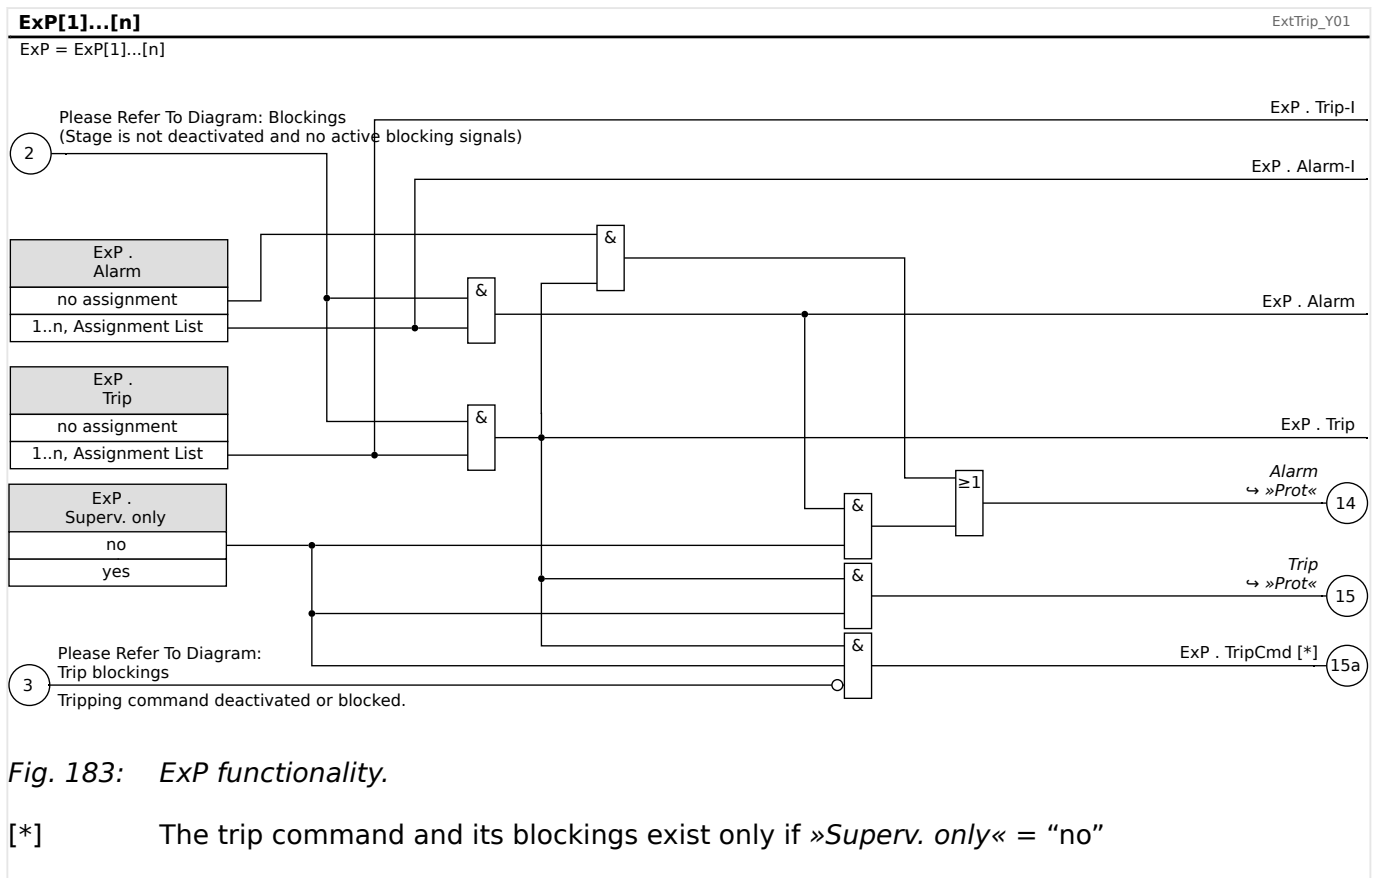 ExP[1]...[n]
ExtTrip_Y01
ExP = ExP[1]...[n]
Please Refer To Diagram: Blockings
(Stage is not deactivated and no active blocking signals)
2
ExP . Trip-I
ExP . Alarm-I
ExP .
Alarm
no assignment
1..n, Assignment List
&
&
ExP . Alarm
ExP .
Trip
no assignment
1..n, Assignment List
&
ExP . Trip
ExP .
Superv. only
no
yes
&
≥1
Alarm
↪ »Prot«
14
&
Trip
↪ »Prot«
15
&
ExP . TripCmd [*]
15a
Please Refer To Diagram:
Trip blockings
3
Tripping command deactivated or blocked.
Fig. 183: ExP functionality.
[*] The trip command and its blockings exist only if »Superv. only« = “no”